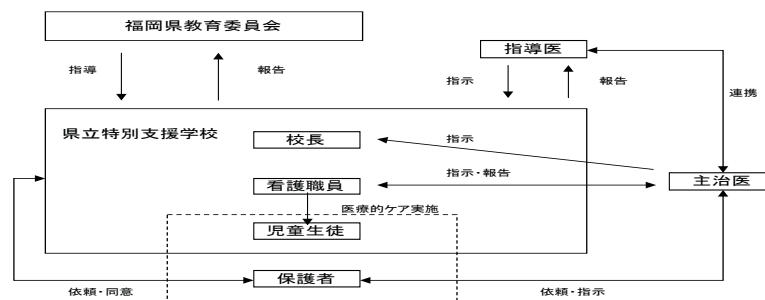 福岡県教育委員会
指導医
指導
報告
指示
報告
連携
県立特別支援学校
校長
指示
看護職員
指示・報告
主治医
医療的ケア実施
児童生徒
保護者
依頼・同意
依頼・指示